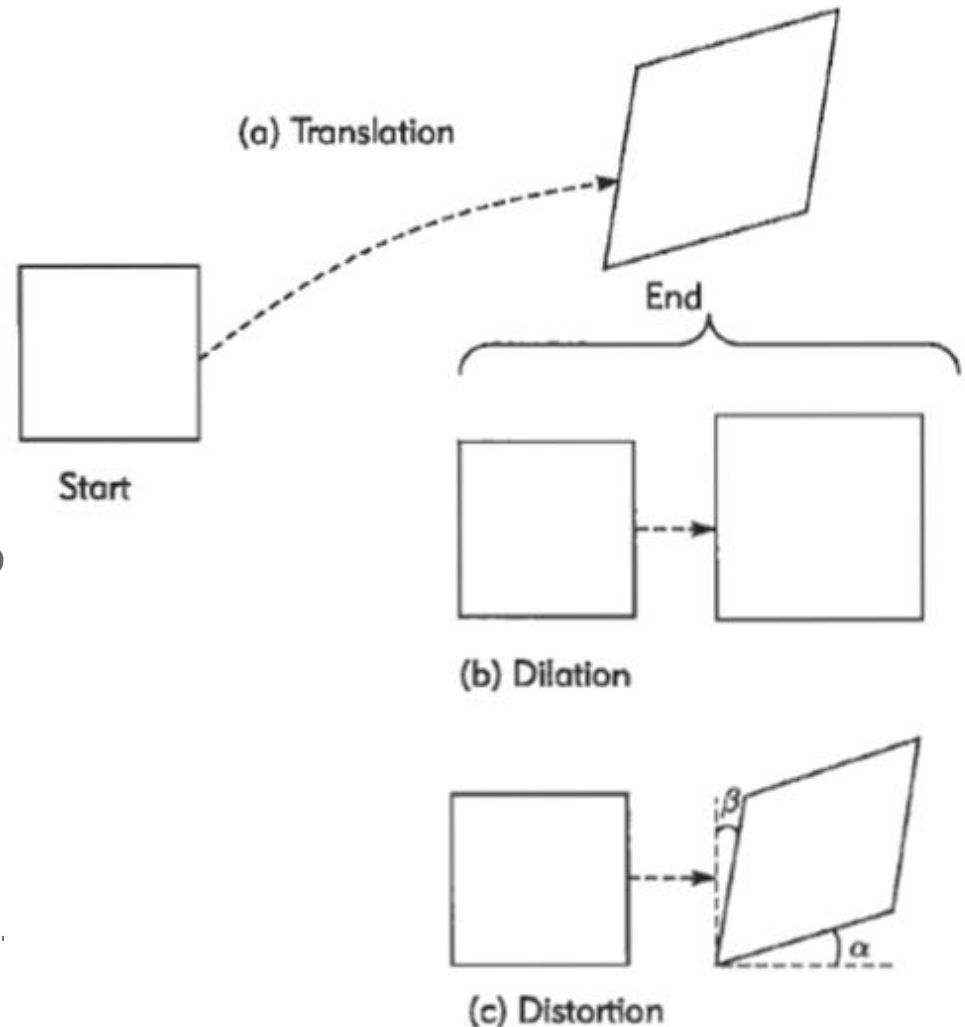 (a) Translation
End
Start
(b) Dilation
β
α
(c) Distortion